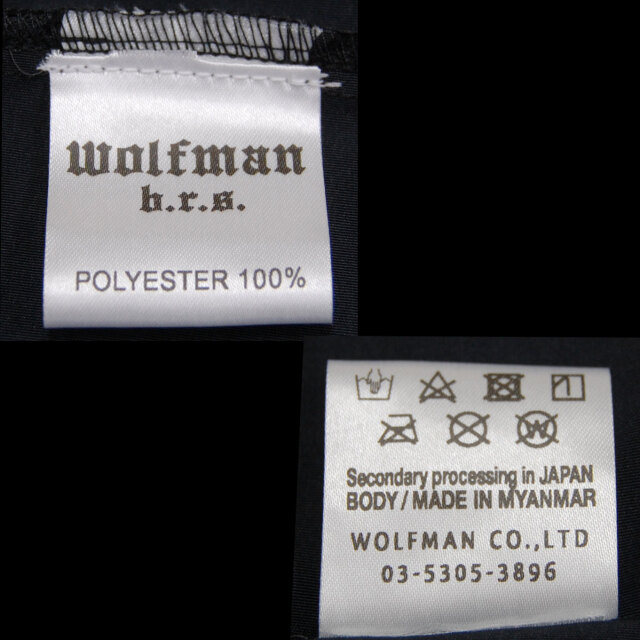 wolfman
b.r.s.
POLYESTER 100%
Secondary processing in JAPAN
BODY / MADE IN MYANMAR
WOLFMAN CO.,LTD
03-5305-3896